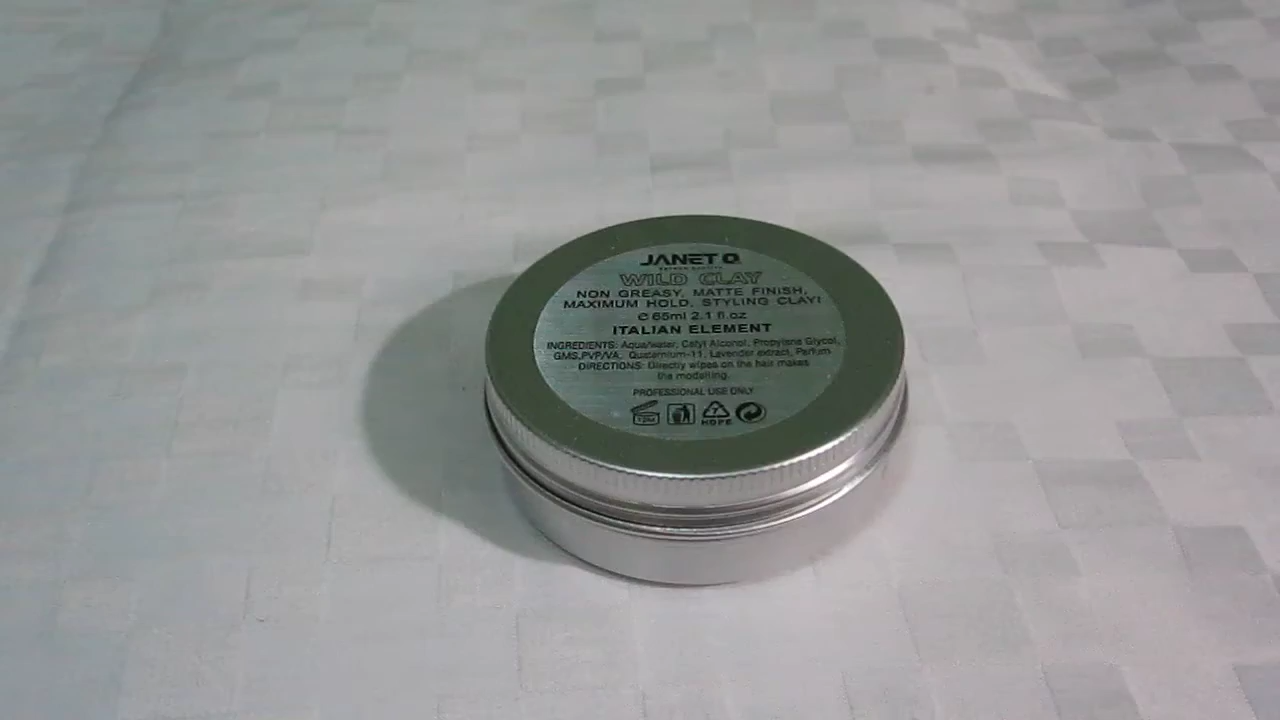 JANET Q
WILD CLAY
NON GREASY, MATTE FINISH,
MAXIMUM HOLD. STYLING CLAY!
e 65ml 2.1 fl.oz
ITALIAN ELEMENT
INGREDIENTS: Aqua/water, Cetyl Alcohol, Propylene Glycol,
GMS,PVP/VA, Quaternium-11, Lavender extract, Parfum
DIRECTIONS: Directly wipes on the hair makes
the modelling.
PROFESSIONAL USE ONLY
12M
7
HDPE